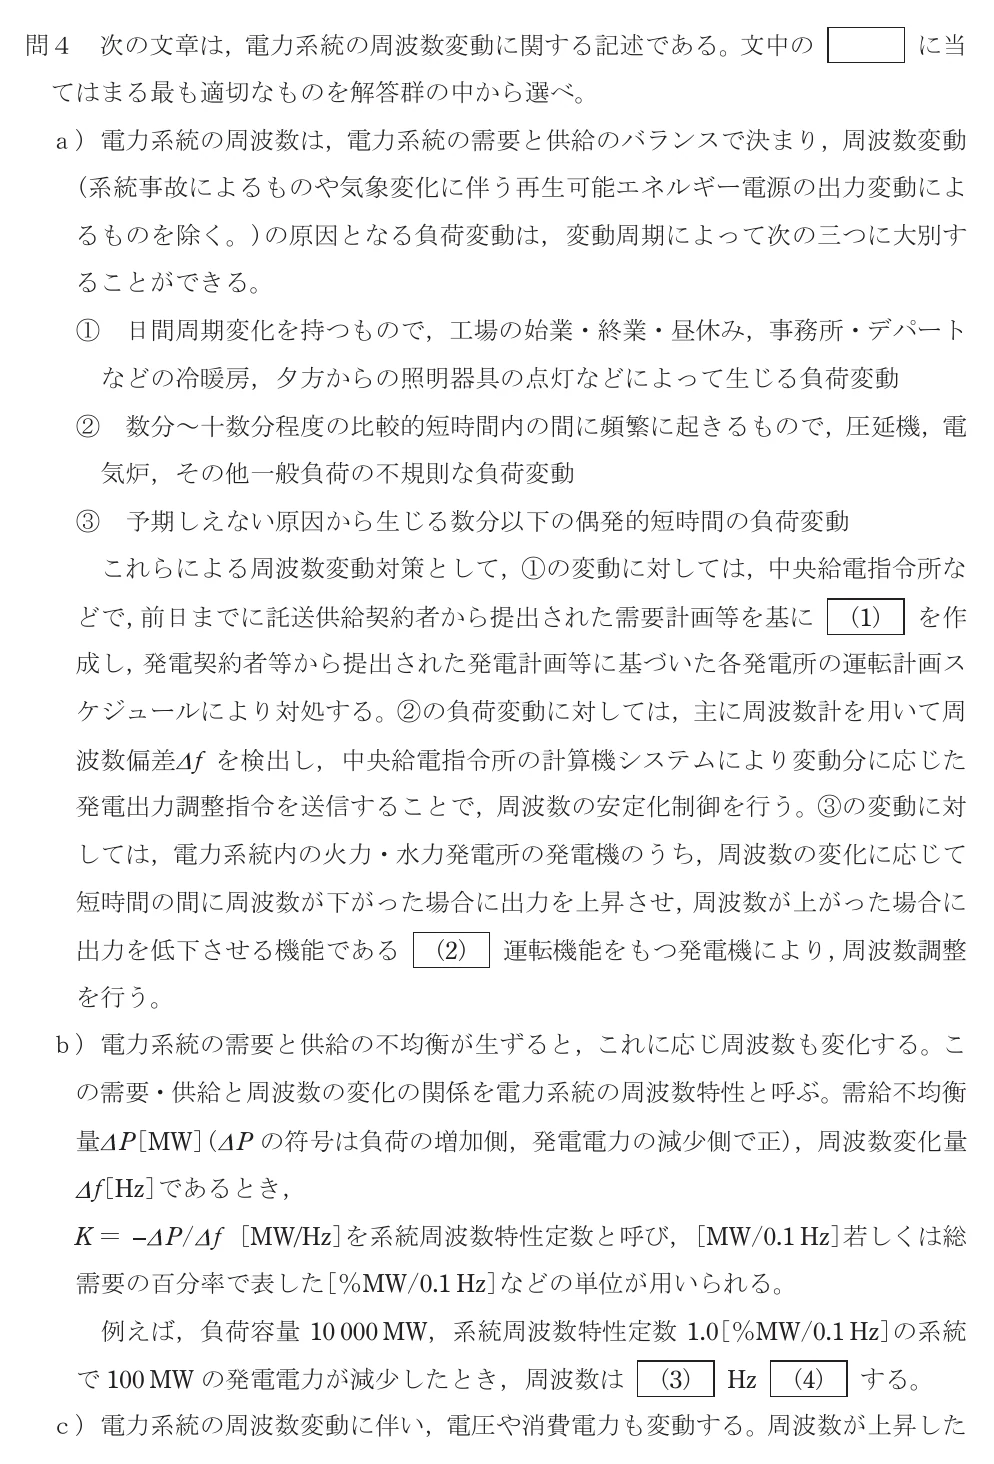 問４　次の文章は，電力系統の周波数変動に関する記述である。文中の　　　に当
てはまる最も適切なものを解答群の中から選べ。
a）電力系統の周波数は，電力系統の需要と供給のバランスで決まり，周波数変動
（系統事故によるものや気象変化に伴う再生可能エネルギー電源の出力変動によ
るものを除く。）の原因となる負荷変動は，変動周期によって次の三つに大別す
ることができる。
①　日間周期変化を持つもので，工場の始業・終業・昼休み，事務所・デパート
などの冷暖房，夕方からの照明器具の点灯などによって生じる負荷変動
②　数分～十数分程度の比較的短時間内の間に頻繁に起きるもので，圧延機，電
気炉，その他一般負荷の不規則な負荷変動
③　予期しえない原因から生じる数分以下の偶発的短時間の負荷変動
これらによる周波数変動対策として，①の変動に対しては，中央給電指令所な
どで，前日までに託送供給契約者から提出された需要計画等を基に (1) を作
成し，発電契約者等から提出された発電計画等に基づいた各発電所の運転計画ス
ケジュールにより対処する。②の負荷変動に対しては，主に周波数計を用いて周
波数偏差Δf を検出し，中央給電指令所の計算機システムにより変動分に応じた
発電出力調整指令を送信することで，周波数の安定化制御を行う。③の変動に対
しては，電力系統内の火力・水力発電所の発電機のうち，周波数の変化に応じて
短時間の間に周波数が下がった場合に出力を上昇させ，周波数が上がった場合に
出力を低下させる機能である (2) 運転機能をもつ発電機により，周波数調整
を行う。
b）電力系統の需要と供給の不均衡が生ずると，これに応じ周波数も変化する。こ
の需要・供給と周波数の変化の関係を電力系統の周波数特性と呼ぶ。需給不均衡
量ΔP[MW]（ΔP の符号は負荷の増加側，発電電力の減少側で正），周波数変化量
Δf[Hz]であるとき，
K＝ −ΔP/Δf [MW/Hz]を系統周波数特性定数と呼び，[MW/0.1 Hz]若しくは総
需要の百分率で表した[％MW/0.1 Hz]などの単位が用いられる。
例えば，負荷容量 10 000 MW，系統周波数特性定数 1.0[％MW/0.1 Hz]の系統
で 100 MW の発電電力が減少したとき，周波数は (3) Hz (4) する。
c）電力系統の周波数変動に伴い，電圧や消費電力も変動する。周波数が上昇した